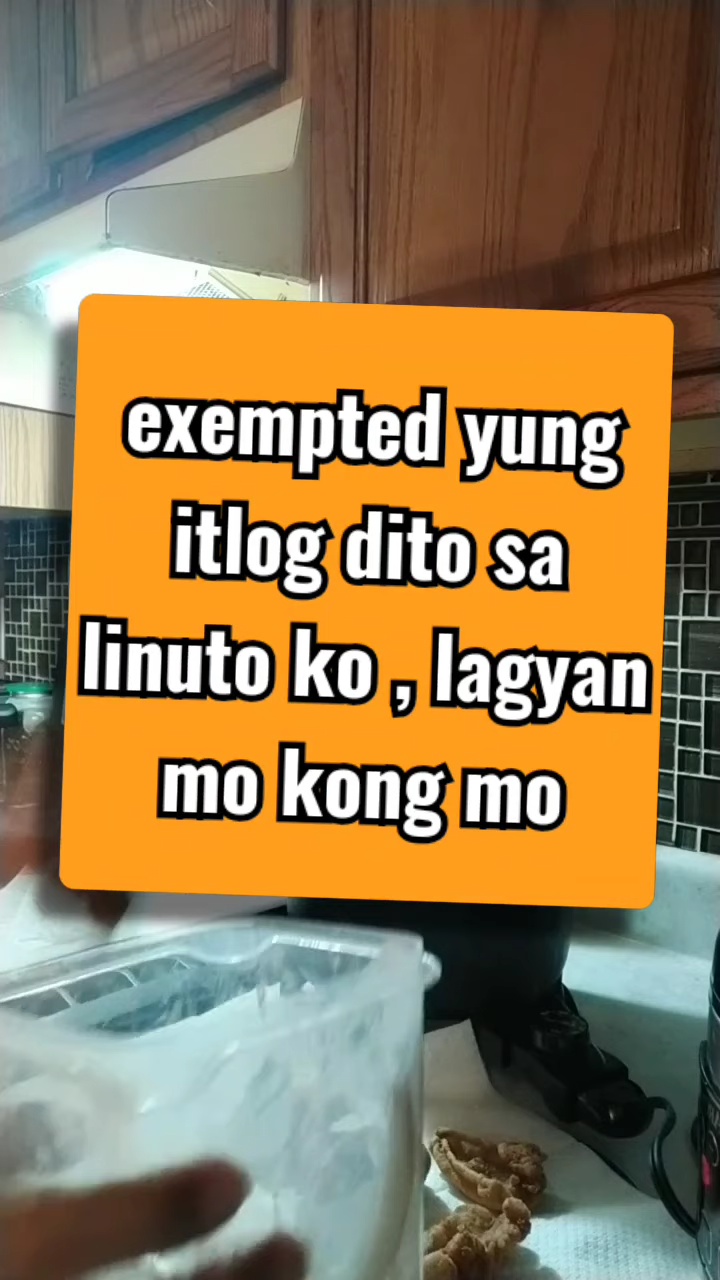 exempted yung
itlog dito sa
linuto ko , lagyan
mo kong mo